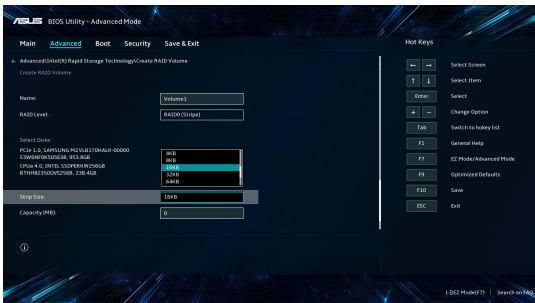 ASUS BIOS Utility - Advanced Mode
Main Advanced Boot Security Save & Exit
Hot Keys
← Advanced\Intel(R) Rapid Storage Technology\Create RAID Volume
Create RAID Volume
Name: Volume1
RAID Level: RAID0 (Stripe)
Select Disks:
PCIe 1.0, SAMSUNG MZVLB1T0HALR-00000
S3W6NF0K505638, 953.8GB
CPUa 4.0, INTEL SSDPEKKW256G8
BTHH82350QVE256B, 238.4GB
4KB
8KB
16KB
32KB
64KB
Strip Size: 16KB
Capacity (MB): 0
← → Select Screen
↑ ↓ Select Item
Enter Select
+ − Change Option
Tab Switch to hokey list
F1 General Help
F7 EZ Mode/Advanced Mode
F9 Optimized Defaults
F10 Save
ESC Exit
EZ Mode(F7) | Search on FAQ